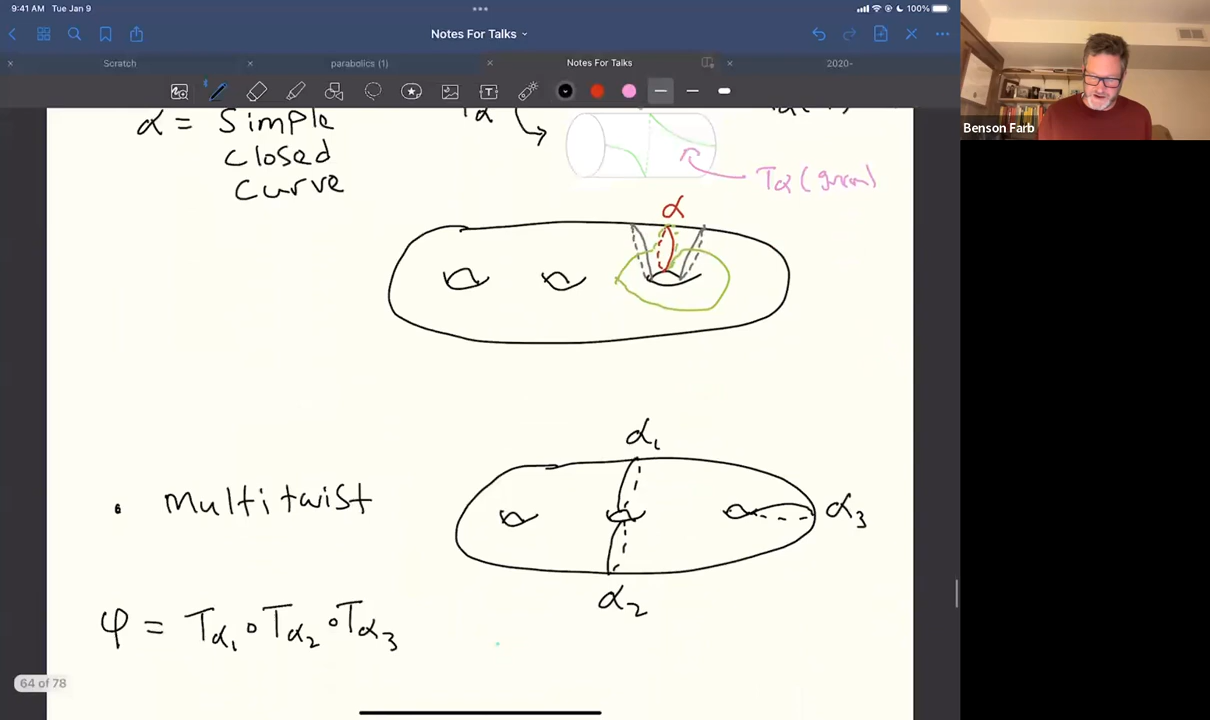 9:41 AM Tue Jan 9
100%
Notes For Talks
Scratch
parabolics (1)
Notes For Talks
2020-
Benson Farb
α = Simple
closed
curve
Tα
Tα (green)
α
α₁
• Multitwist
α₃
α₂
φ = Tα₁ ∘ Tα₂ ∘ Tα₃
64 of 78